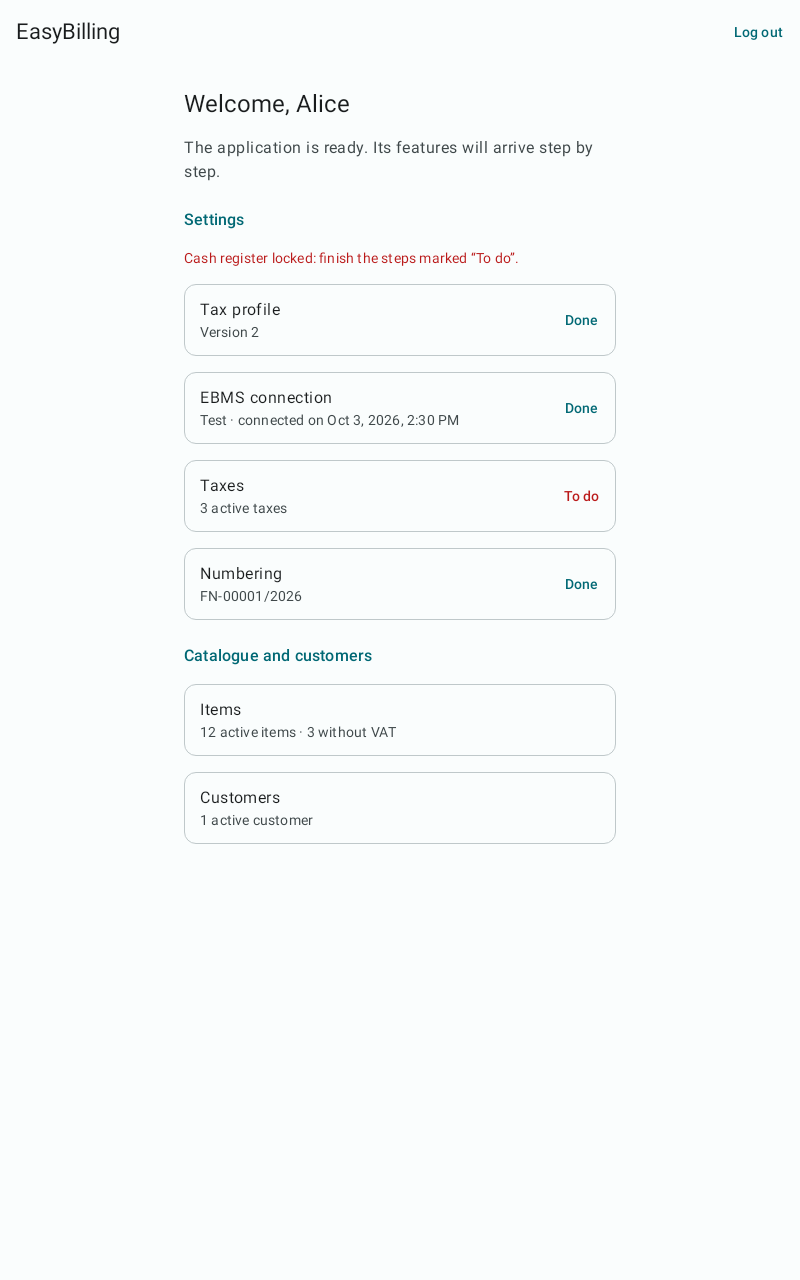 EasyBilling
Log out
Welcome, Alice
The application is ready. Its features will arrive step by
step.
Settings
Cash register locked: finish the steps marked “To do”.
Tax profile
Version 2
Done
EBMS connection
Test · connected on Oct 3, 2026, 2:30 PM
Done
Taxes
3 active taxes
To do
Numbering
FN-00001/2026
Done
Catalogue and customers
Items
12 active items · 3 without VAT
Customers
1 active customer